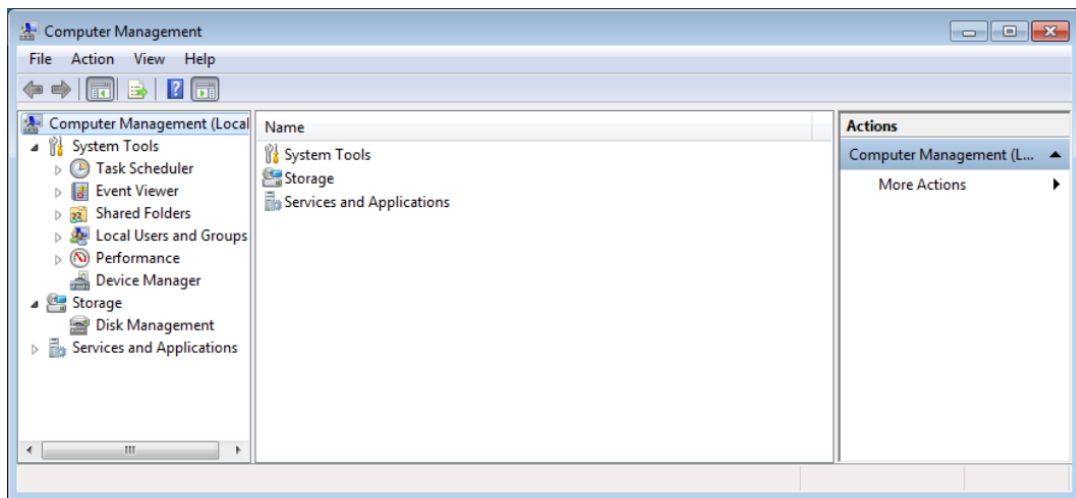 Computer Management
File Action View Help
Computer Management (Local
System Tools
Task Scheduler
Event Viewer
Shared Folders
Local Users and Groups
Performance
Device Manager
Storage
Disk Management
Services and Applications
Name
System Tools
Storage
Services and Applications
Actions
Computer Management (L...
More Actions